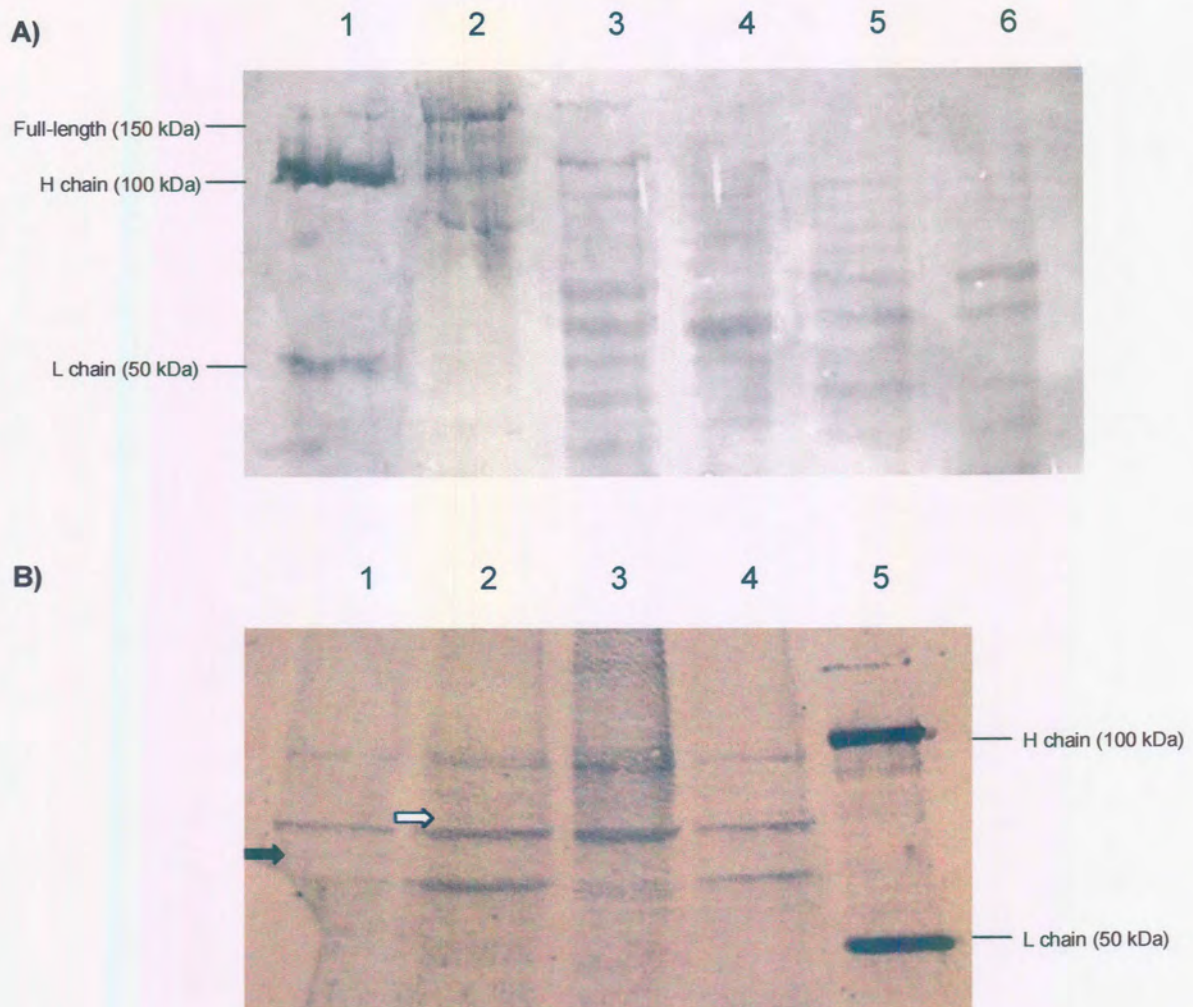 A)
1 2 3 4 5 6
Full-length (150 kDa)
H chain (100 kDa)
L chain (50 kDa)
B)
1 2 3 4 5
H chain (100 kDa)
L chain (50 kDa)